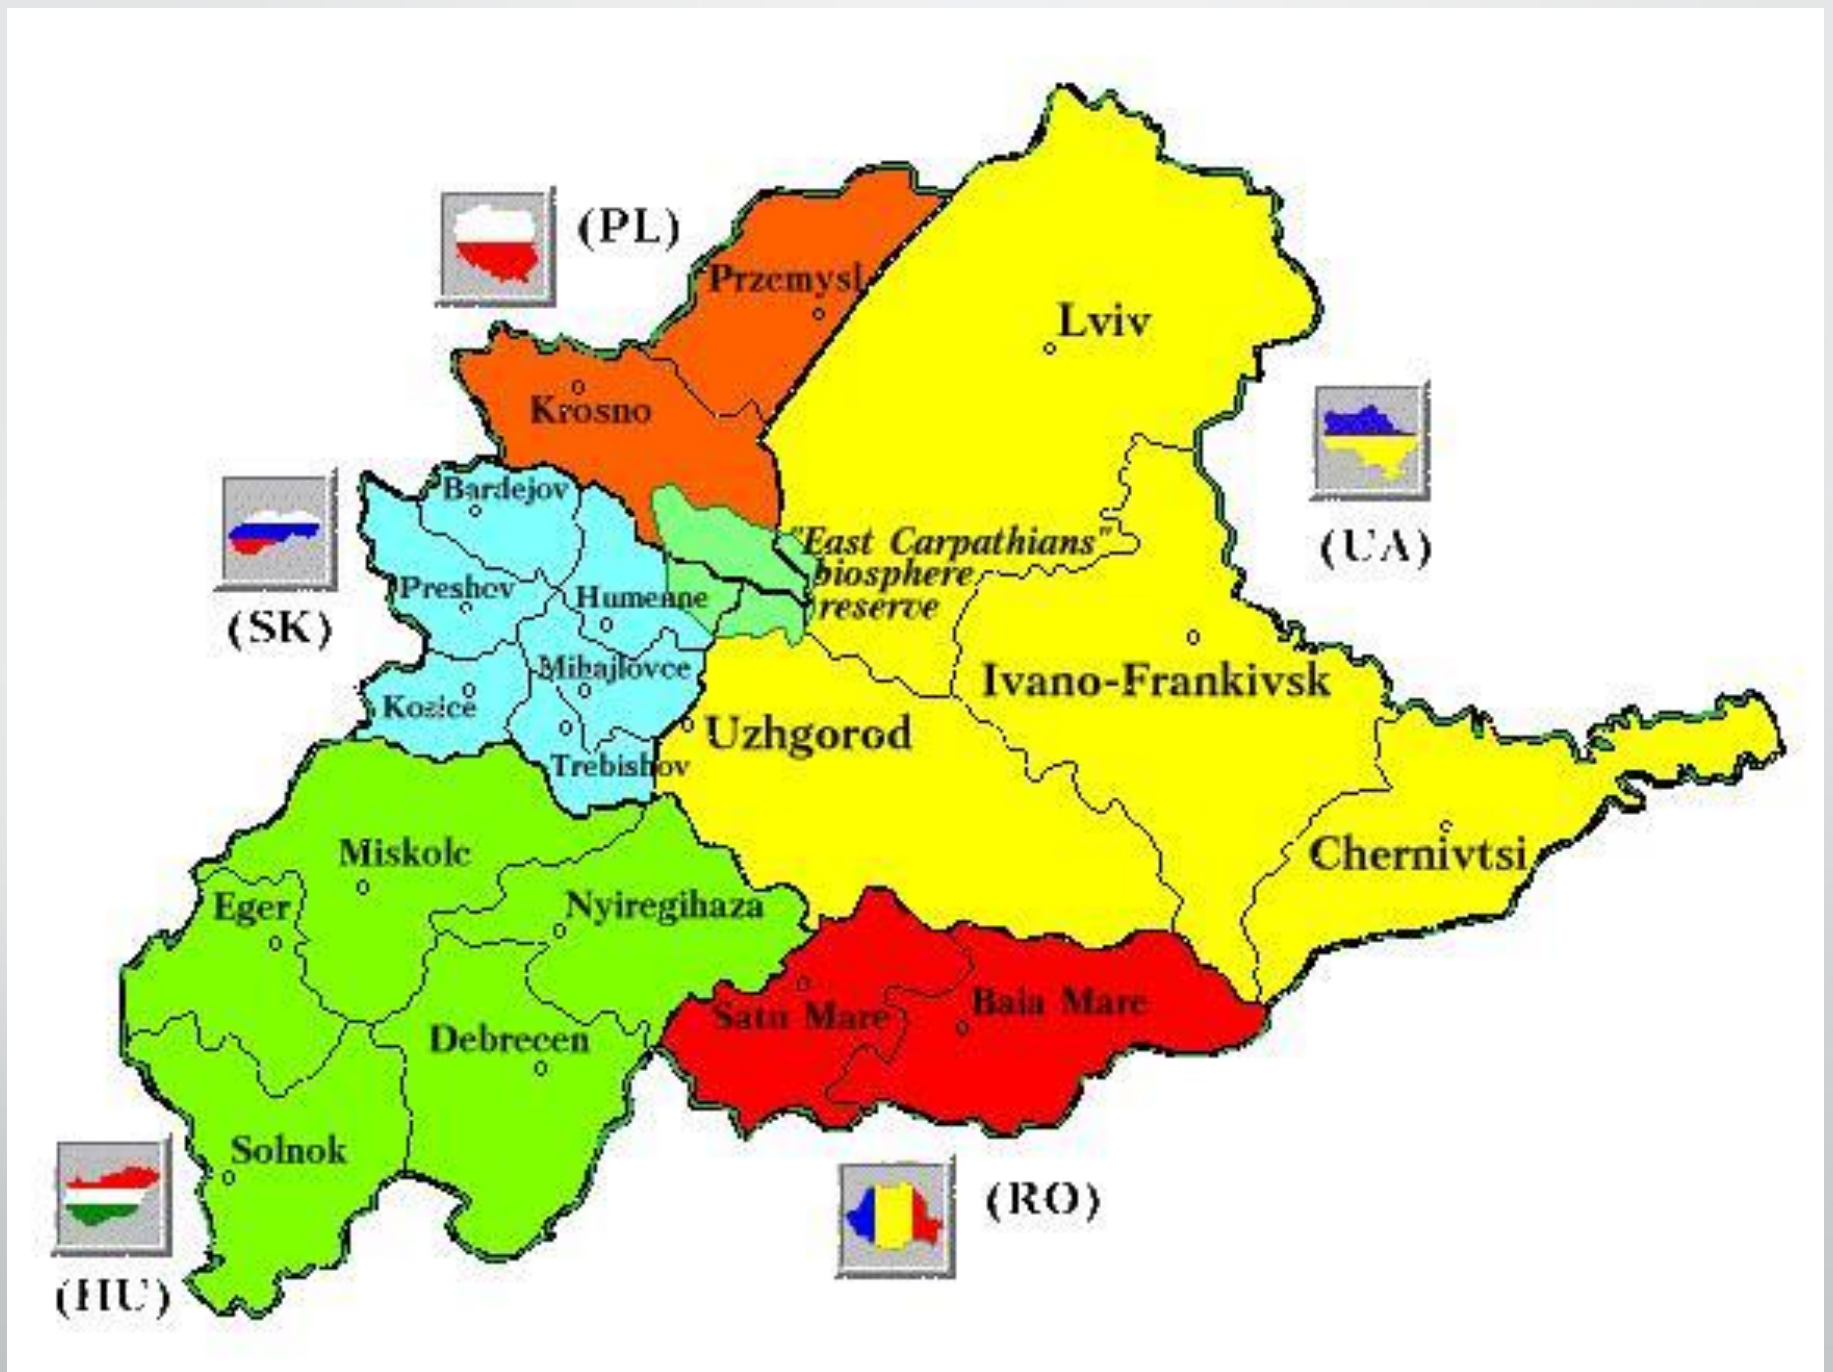 (PL)
Przemysl
Lviv
Krosno
(UA)
Bardejov
(SK)
Preshov
Humenne
"East Carpathians"
biosphere
reserve
Mihajlovce
Kozice
Trebishov
Uzhgorod
Ivano-Frankivsk
Chernivtsi
Miskolc
Eger
Nyiregihaza
Satu Mare
Baia Mare
Debrecen
Solnok
(RO)
(HU)